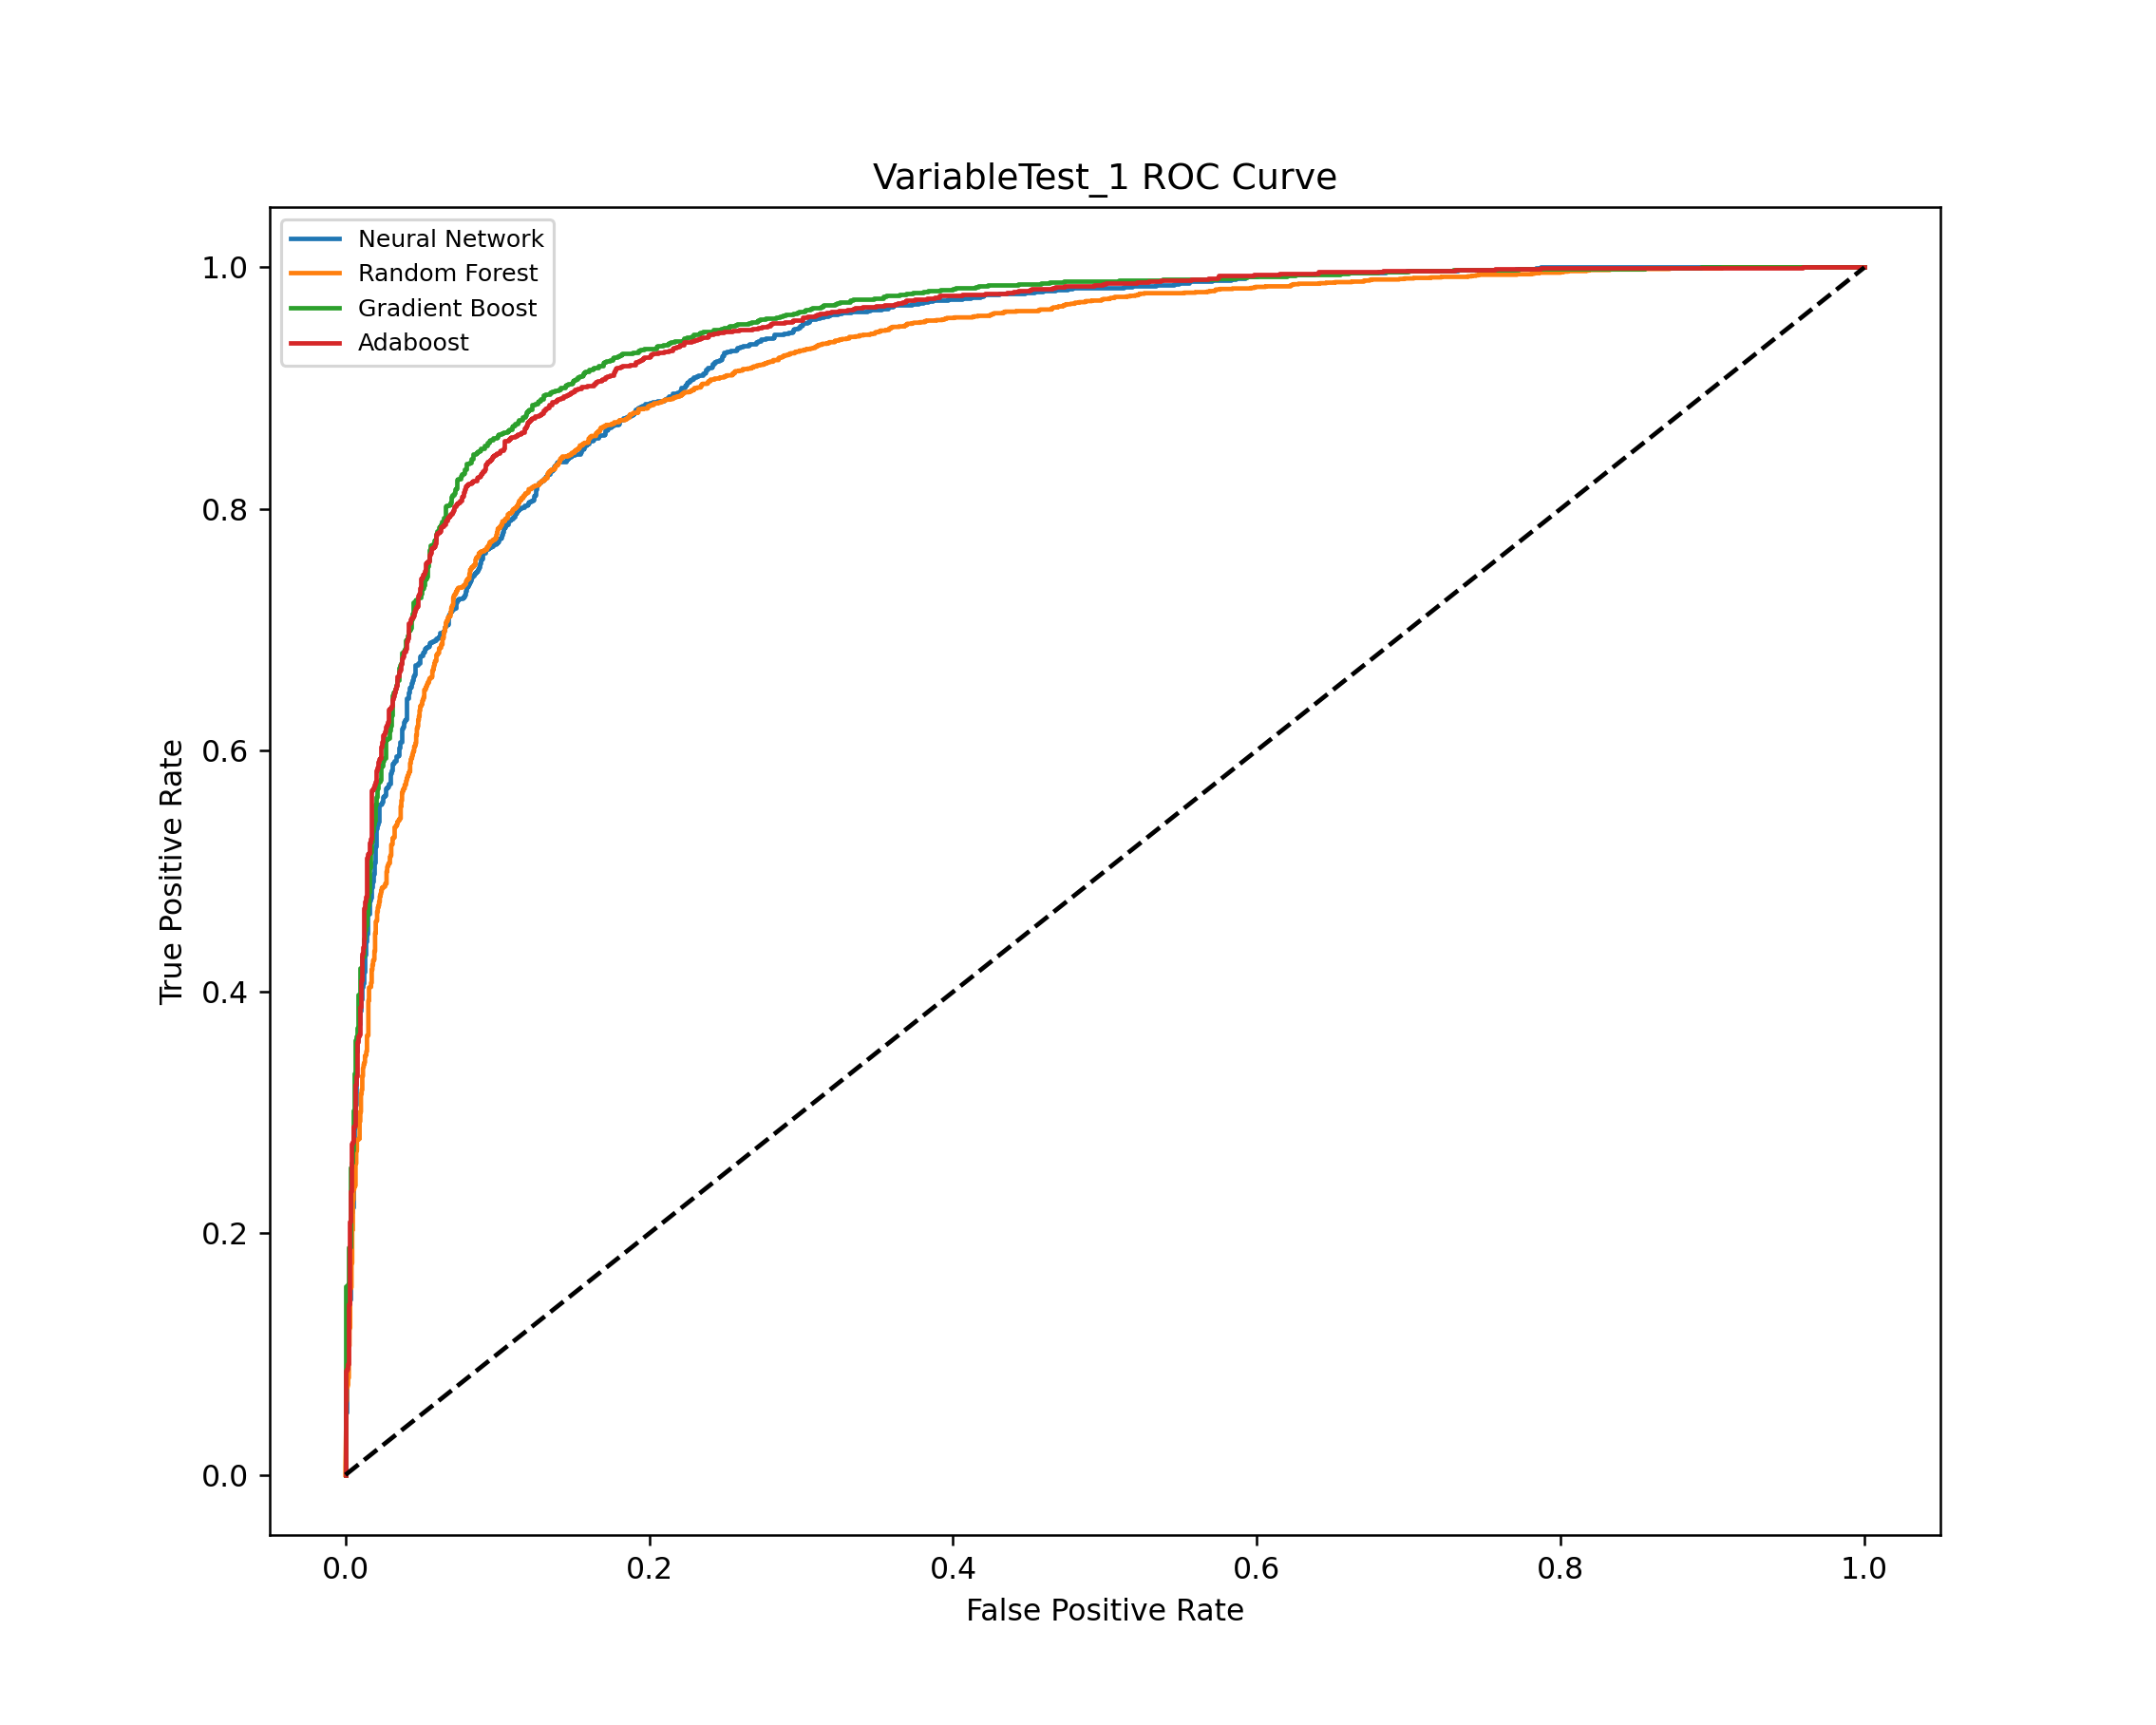 VariableTest_1 ROC Curve
Neural Network
Random Forest
Gradient Boost
Adaboost
1.0
0.8
0.6
0.4
0.2
0.0
True Positive Rate
0.0 0.2 0.4 0.6 0.8 1.0
False Positive Rate